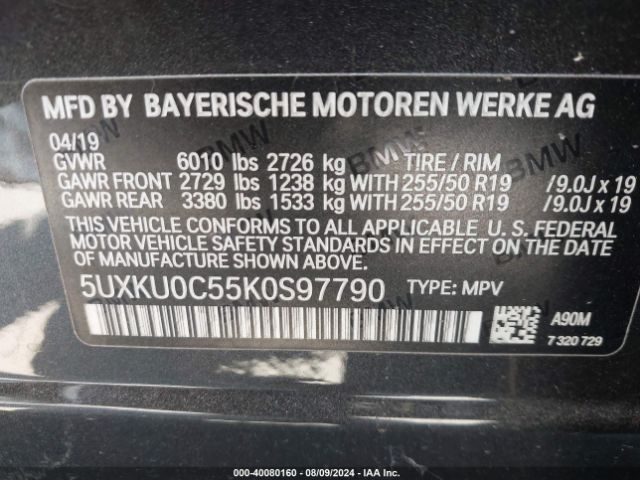 MFD BY BAYERISCHE MOTOREN WERKE AG
04/19
GVWR 6010 lbs 2726 kg TIRE / RIM
GAWR FRONT 2729 lbs 1238 kg WITH 255/50 R19 /9.0J x 19
GAWR REAR 3380 lbs 1533 kg WITH 255/50 R19 /9.0J x 19
THIS VEHICLE CONFORMS TO ALL APPLICABLE U. S. FEDERAL
MOTOR VEHICLE SAFETY STANDARDS IN EFFECT ON THE
DATE OF MANUFACTURE SHOWN ABOVE.
5UXKU0C55K0S97790 TYPE: MPV
A90M
7 320 729
000-40080160 - 08/09/2024 - IAA Inc.